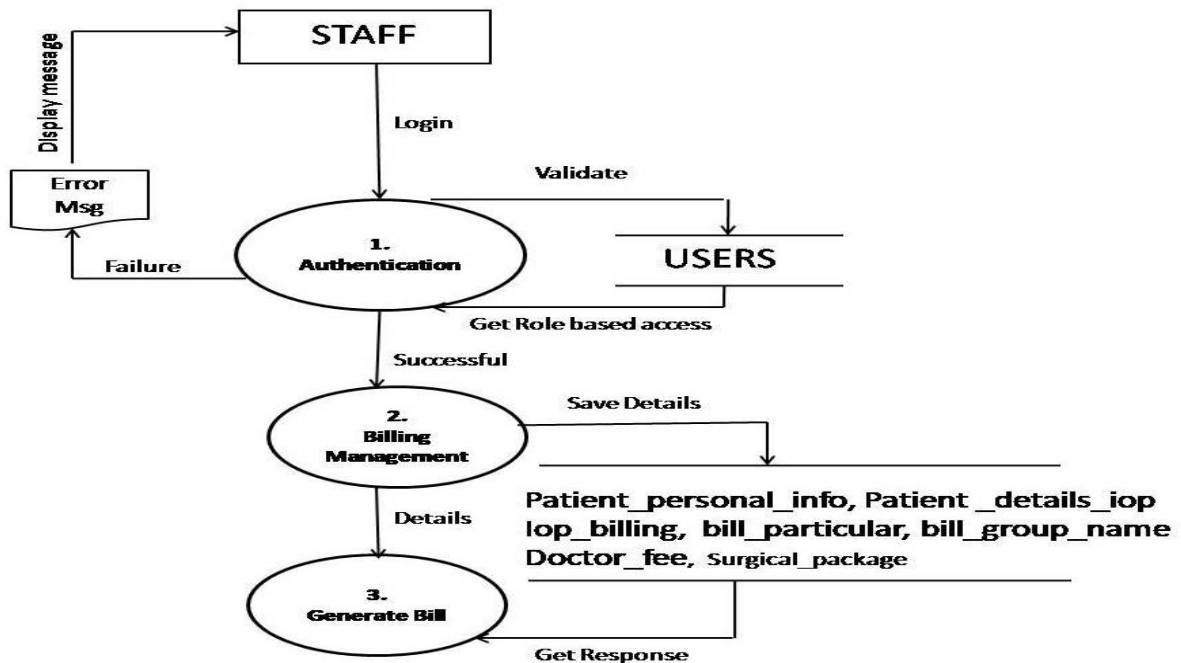 STAFF
Display message
Login
Error
Msg
Validate
1.
Authentication
USERS
Failure
Get Role based access
Successful
2.
Billing
Management
Save Details
Patient_personal_info, Patient _details_iop
Iop_billing, bill_particular, bill_group_name
Doctor_fee, Surgical_package
Details
3.
Generate Bill
Get Response